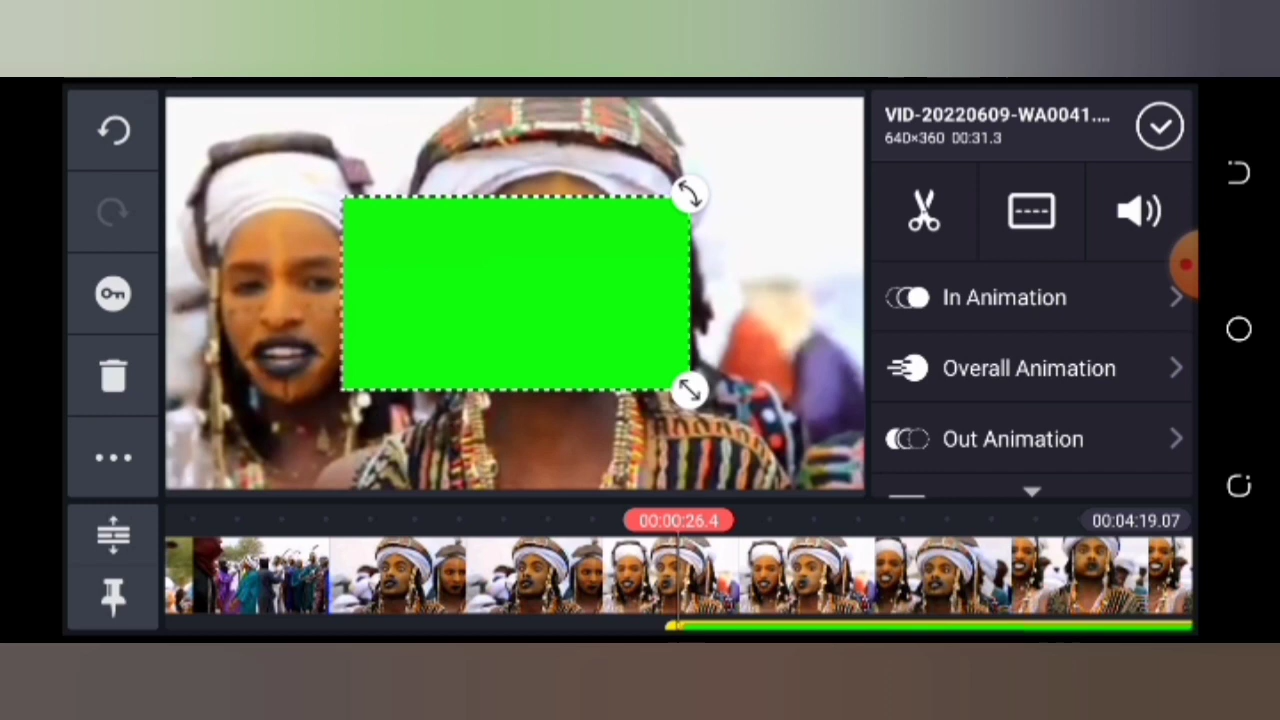 VID-20220609-WA0041....
640×360 00:31.3
In Animation
Overall Animation
Out Animation
00:00:26.4
00:04:19.07